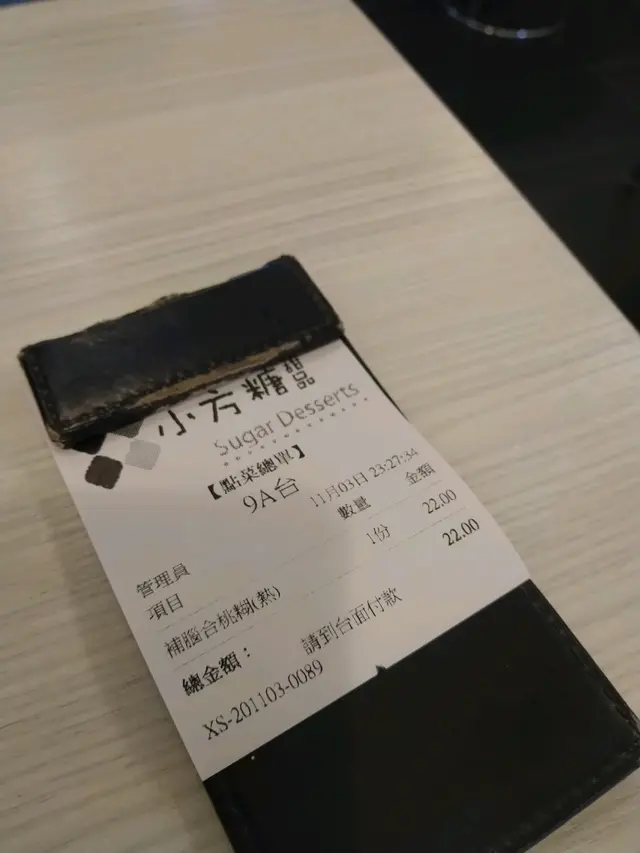 小方糖甜品
Sugar Desserts
【點菜總單】
9A台
管理員 11月03日 23:27:34
項目 數量 金額
補腦合桃糊(熱) 1份 22.00
總金額： 22.00
請到台面付款
XS-201103-0089